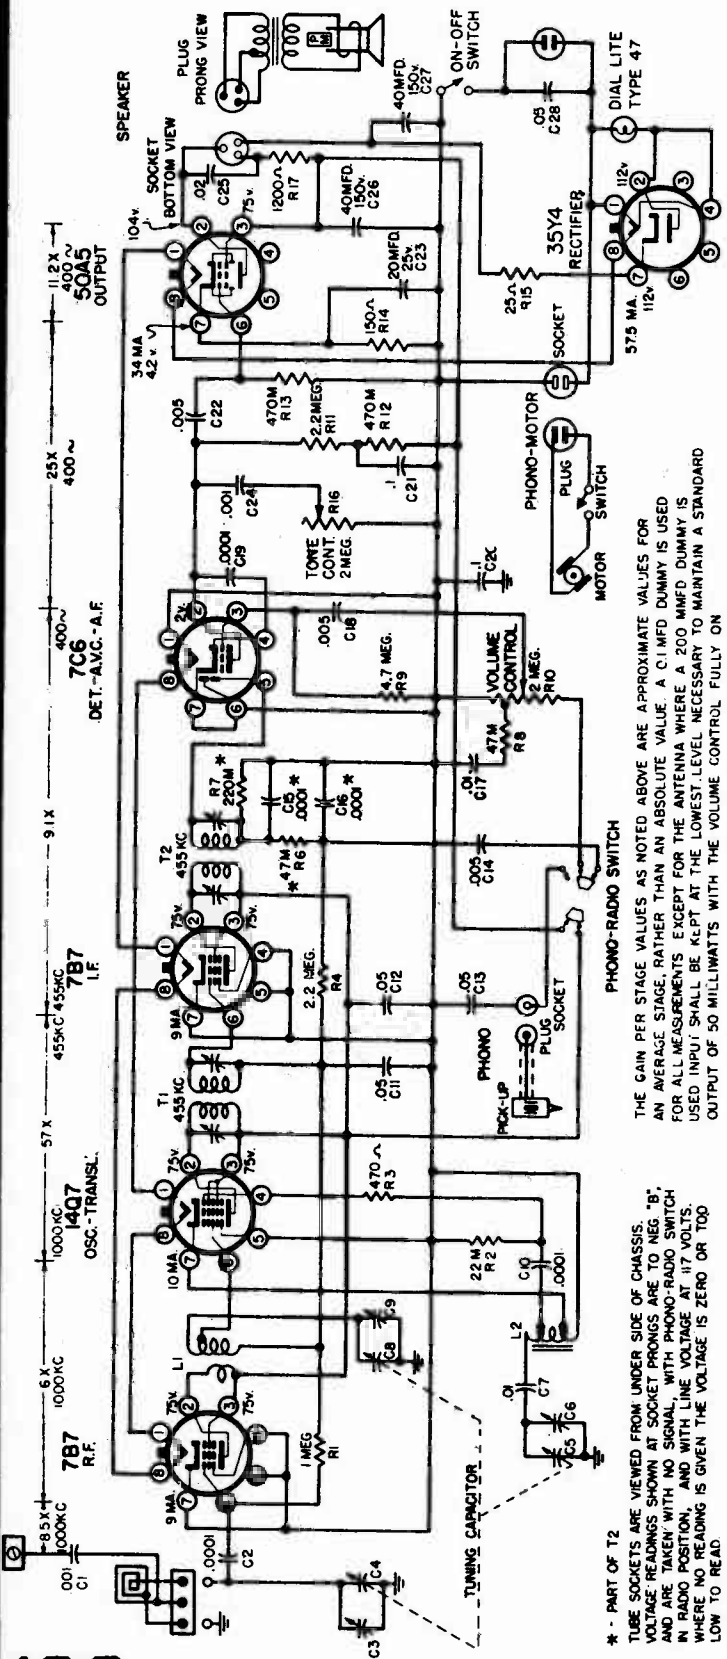 8.5X
1000KC
6X
1000KC
1000KC
57X
455KC
455KC
9.1X
400~
25X
400~
11.2X
400~
7B7
R.F.
14Q7
OSC.-TRANSL.
7B7
I.F.
7C6
DET.-A.V.C.-A.F.
50A5
OUTPUT
SPEAKER
PLUG
PRONG VIEW
P
M
SOCKET
BOTTOM VIEW
.001
C1
.0001
C2
C3
C4
9 MA.
75v.
75v.
L1
1 MEG
R1
C8
C9
TUNING CAPACITOR
C5
C6
.01
C7
L2
C10
.0001
22 M
R2
470 Ω
R3
10 MA.
75v.
75v.
T1
455 KC
.05
C11
9 MA
75v.
75v.
2.2 MEG.
R4
.05
C12
.05
C13
T2
455 KC
47M
R6
*
R7
220M
*
C15
.0001
*
C16
.0001
*
.005
C14
.01
C17
47M
R8
VOLUME
CONTROL
2 MEG.
R10
4.7 MEG.
R9
.005
C18
2v.
.0001
C19
.1
TONE
CONT.
2MEG.
R16
.001
C24
.005
C22
470M
R13
2.2MEG.
R11
470M
R12
.1
C21
34MA
4.2 v.
104v.
75v.
.02
C25
1200Ω
R17
40MFD.
150v.
C26
20MFD.
25v.
C23
150Ω
R14
40MFD.
150v.
C27
ON-OFF
SWITCH
.05
C28
DIAL LITE
TYPE 47
25Ω
R15
35Y4
RECTIFIER
112v
57.5 MA.
112v.
SOCKET
PHONO-MOTOR
PLUG
SWITCH
MOTOR
PHONO
PICK-UP
PLUG
SOCKET
PHONO-RADIO SWITCH
* - PART OF T2
TUBE SOCKETS ARE VIEWED FROM UNDER SIDE OF CHASSIS.
VOLTAGE READINGS SHOWN AT SOCKET PRONGS ARE TO NEG. "B",
AND ARE TAKEN WITH NO SIGNAL, WITH PHONO-RADIO SWITCH
IN RADIO POSITION, AND WITH LINE VOLTAGE AT 117 VOLTS.
WHERE NO READING IS GIVEN THE VOLTAGE IS ZERO OR TOO
LOW TO READ.
THE GAIN PER STAGE VALUES AS NOTED ABOVE ARE APPROXIMATE VALUES FOR
AN AVERAGE STAGE, RATHER THAN AN ABSOLUTE VALUE. A 0.1 MFD DUMMY IS USED
FOR ALL MEASUREMENTS EXCEPT FOR THE ANTENNA WHERE A 200 MMFD DUMMY IS
USED INPUT SHALL BE KEPT AT THE LOWEST LEVEL NECESSARY TO MAINTAIN A STANDARD
OUTPUT OF 50 MILLIWATTS WITH THE VOLUME CONTROL FULLY ON